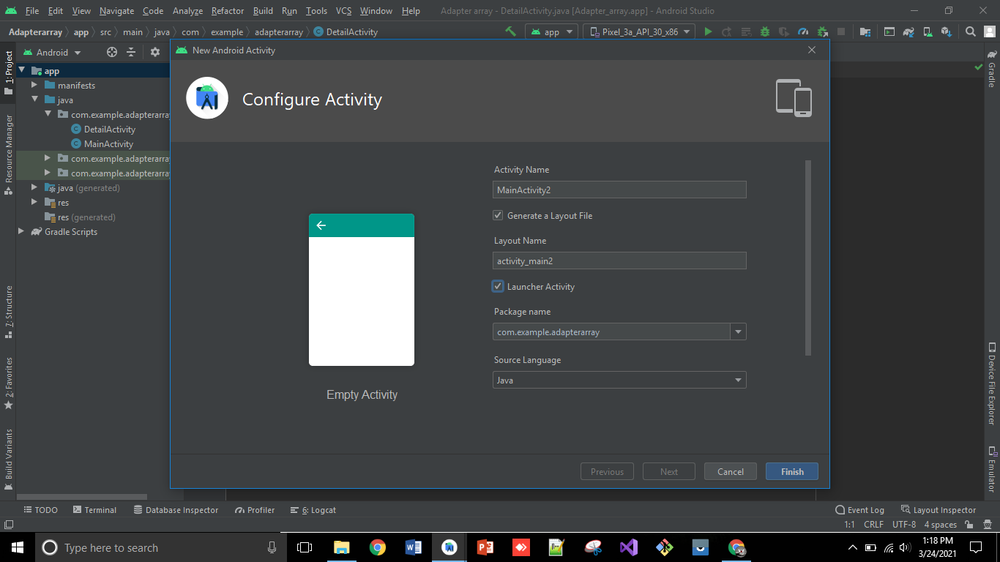 File Edit View Navigate Code Analyze Refactor Build Run Tools VCS Window Help Adapter array - DetailActivity.java [Adapter_array.app] - Android Studio
Adapterarray app src main java com example adapterarray DetailActivity app Pixel_3a_API_30_x86
Android
New Android Activity
Configure Activity
1: Project
Resource Manager
7: Structure
2: Favorites
Build Variants
app
manifests
java
com.example.adapterarray
DetailActivity
MainActivity
com.example.adapterarray
com.example.adapterarray
java (generated)
res
res (generated)
Gradle Scripts
Empty Activity
Activity Name
MainActivity2
Generate a Layout File
Layout Name
activity_main2
Launcher Activity
Package name
com.example.adapterarray
Source Language
Java
Previous Next Cancel Finish
Gradle
Device File Explorer
Emulator
TODO Terminal Database Inspector Profiler 6: Logcat Event Log Layout Inspector
1:1 CRLF UTF-8 4 spaces
Type here to search
1:18 PM
3/24/2021